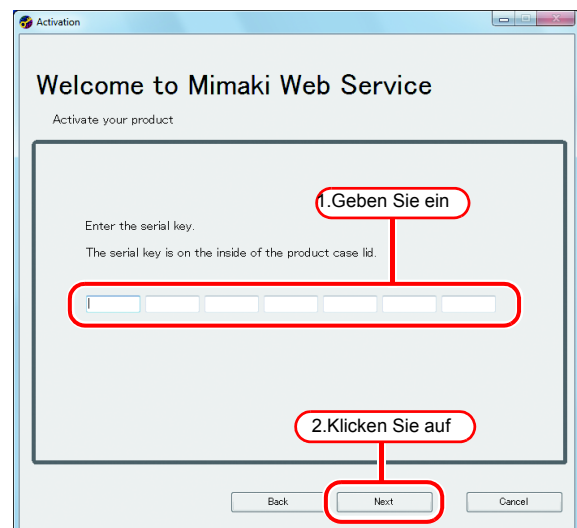 Activation
Welcome to Mimaki Web Service
Activate your product
1.Geben Sie ein
Enter the serial key.
The serial key is on the inside of the product case lid.
2.Klicken Sie auf
Back Next Cancel